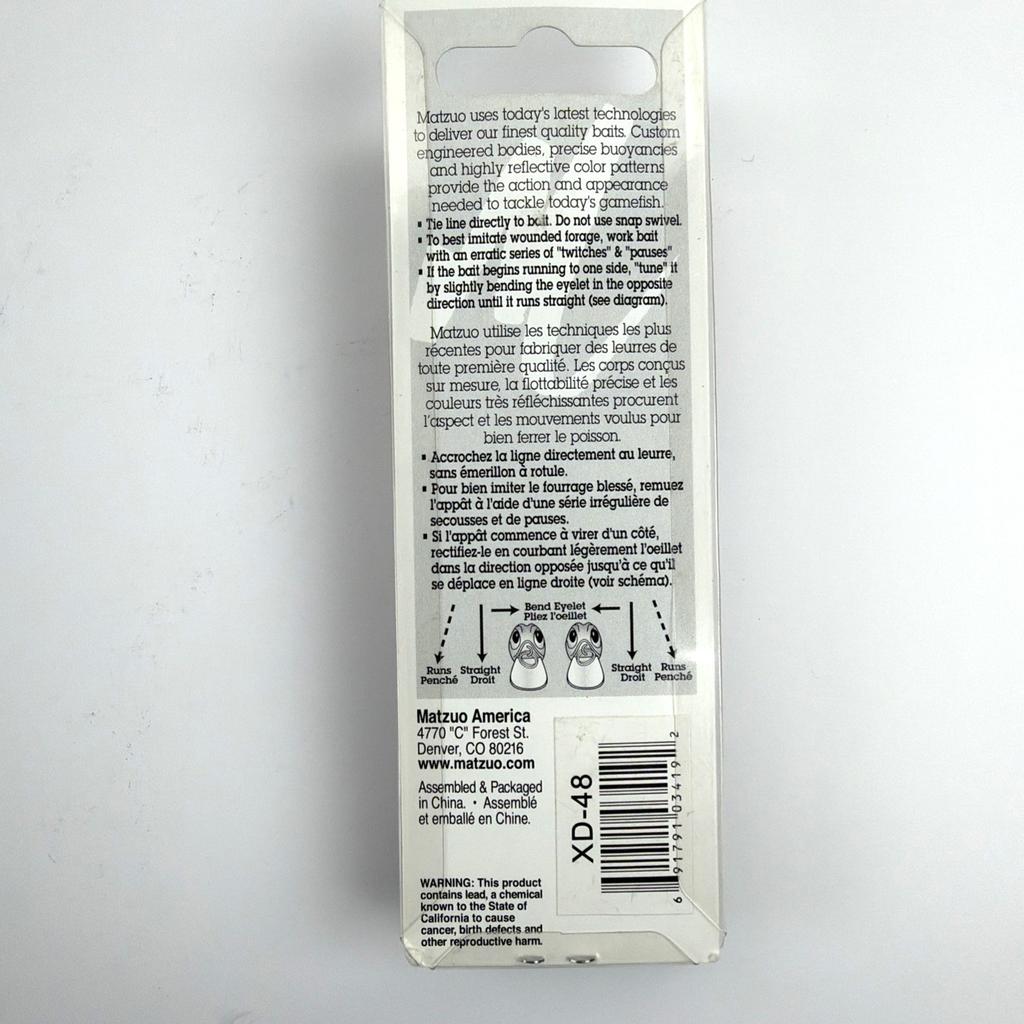 Matzuo uses today's latest technologies
to deliver our finest quality baits. Custom
engineered bodies, precise buoyancies
and highly reflective color patterns
provide the action and appearance
needed to tackle today's gamefish.
▪ Tie line directly to bait. Do not use snap swivel.
▪ To best imitate wounded forage, work bait
with an erratic series of "twitches" & "pauses"
▪ If the bait begins running to one side, "tune" it
by slightly bending the eyelet in the opposite
direction until it runs straight (see diagram).
Matzuo utilise les techniques les plus
récentes pour fabriquer des leurres de
toute première qualité. Les corps conçus
sur mesure, la flottabilité précise et les
couleurs très réfléchissantes procurent
l'aspect et les mouvements voulus pour
bien ferrer le poisson.
▪ Accrochez la ligne directement au leurre,
sans émerillon à rotule.
▪ Pour bien imiter le fourrage blessé, remuez
l'appât à l'aide d'une série irrégulière de
secousses et de pauses.
▪ Si l'appât commence à virer d'un côté,
rectifiez-le en courbant légèrement l'oeillet
dans la direction opposée jusqu'à ce qu'il
se déplace en ligne droite (voir schéma).
Bend Eyelet
Pliez l'oeillet
Runs Straight Straight Runs
Penché Droit Droit Penché
Matzuo America
4770 "C" Forest St.
Denver, CO 80216
www.matzuo.com
Assembled & Packaged
in China. • Assemblé
et emballé en Chine.
WARNING: This product
contains lead, a chemical
known to the State of
California to cause
cancer, birth defects and
other reproductive harm.
XD-48
6 91791 03419 2